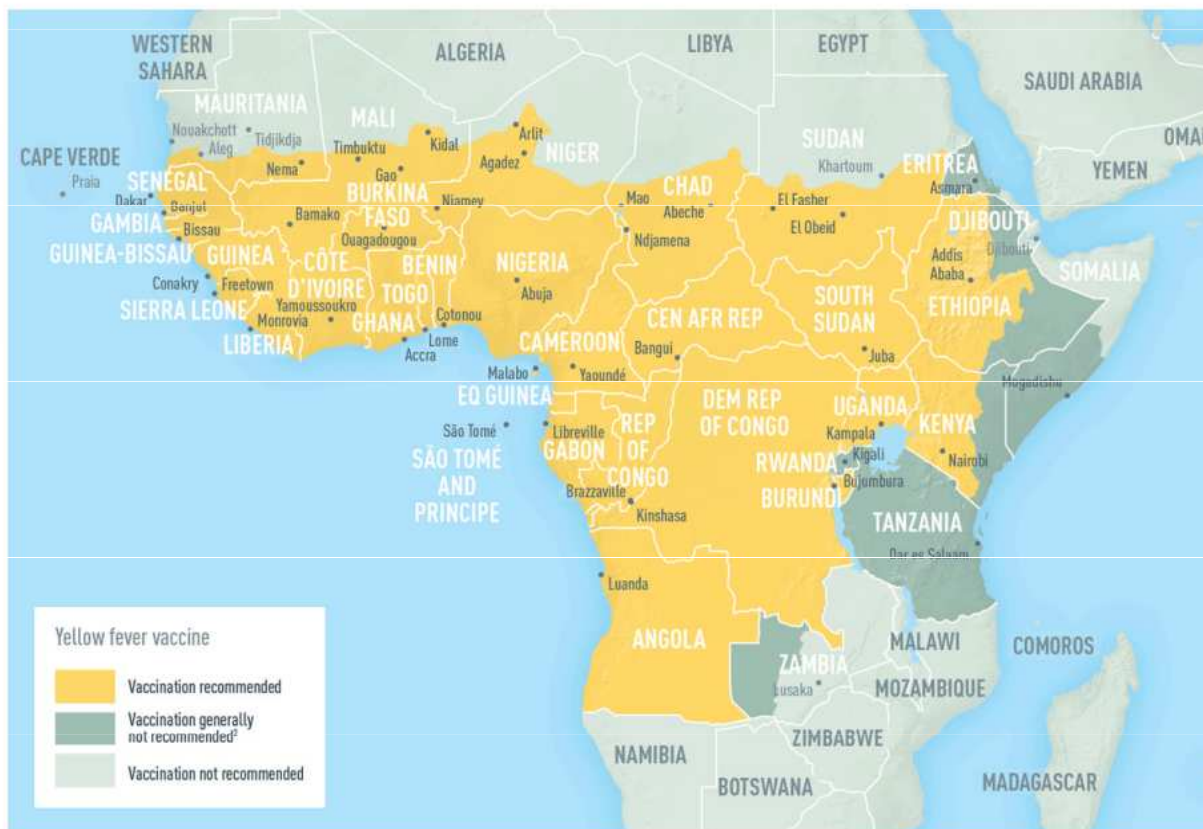 WESTERN
SAHARA
ALGERIA
LIBYA
EGYPT
SAUDI ARABIA
OMAN
YEMEN
MAURITANIA
Nouakchott
Tidjikdja
Aleg
Nema
MALI
Timbuktu
Kidal
Gao
Arlit
Agadez
NIGER
SUDAN
Khartoum
ERITREA
Asmara
CAPE VERDE
Praia
SENÉGAL
Dakar
Banjul
GAMBIA
Bissau
GUINEA-BISSAU
GUINEA
Bamako
BURKINA
FASO
Niamey
Ouagadougou
CHAD
Mao
Abeche
Ndjamena
El Fasher
El Obeid
DJIBOUTI
Djibouti
Addis
Ababa
SOMALIA
ETHIOPIA
Conakry
Freetown
SIERRA LEONE
CÔTE
D'IVOIRE
Yamoussoukro
Monrovia
LIBERIA
GHANA
TOGO
BENIN
Cotonou
Lome
Accra
NIGERIA
Abuja
CAMEROON
Malabo
Yaoundé
CEN AFR REP
Bangui
SOUTH
SUDAN
Juba
EQ GUINEA
São Tomé
SÃO TOMÉ
AND
PRINCIPE
Libreville
GABON
REP
OF
CONGO
Brazzaville
Kinshasa
DEM REP
OF CONGO
UGANDA
Kampala
KENYA
Nairobi
Mogadishu
RWANDA
Kigali
BURUNDI
Bujumbura
TANZANIA
Dar es Salaam
Luanda
ANGOLA
ZAMBIA
Lusaka
MALAWI
COMOROS
MOZAMBIQUE
ZIMBABWE
NAMIBIA
BOTSWANA
MADAGASCAR
Yellow fever vaccine
Vaccination recommended
Vaccination generally
not recommended²
Vaccination not recommended